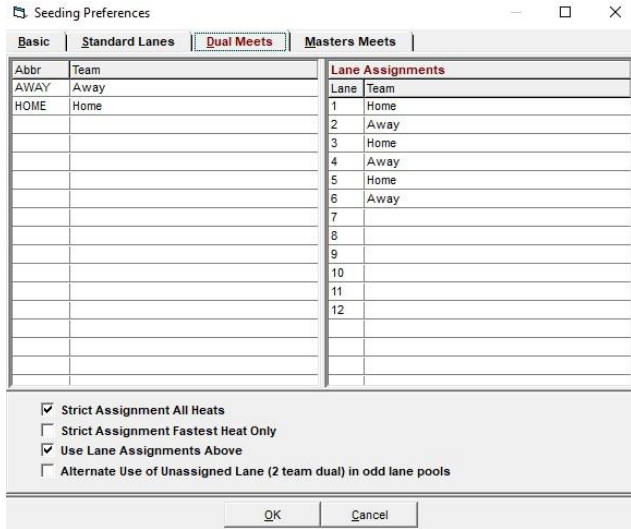 Seeding Preferences
Basic | Standard Lanes | Dual Meets | Masters Meets |
Abbr Team
AWAY Away
HOME Home
Lane Assignments
Lane Team
1 Home
2 Away
3 Home
4 Away
5 Home
6 Away
7
8
9
10
11
12
Strict Assignment All Heats
Strict Assignment Fastest Heat Only
Use Lane Assignments Above
Alternate Use of Unassigned Lane (2 team dual) in odd lane pools
OK Cancel